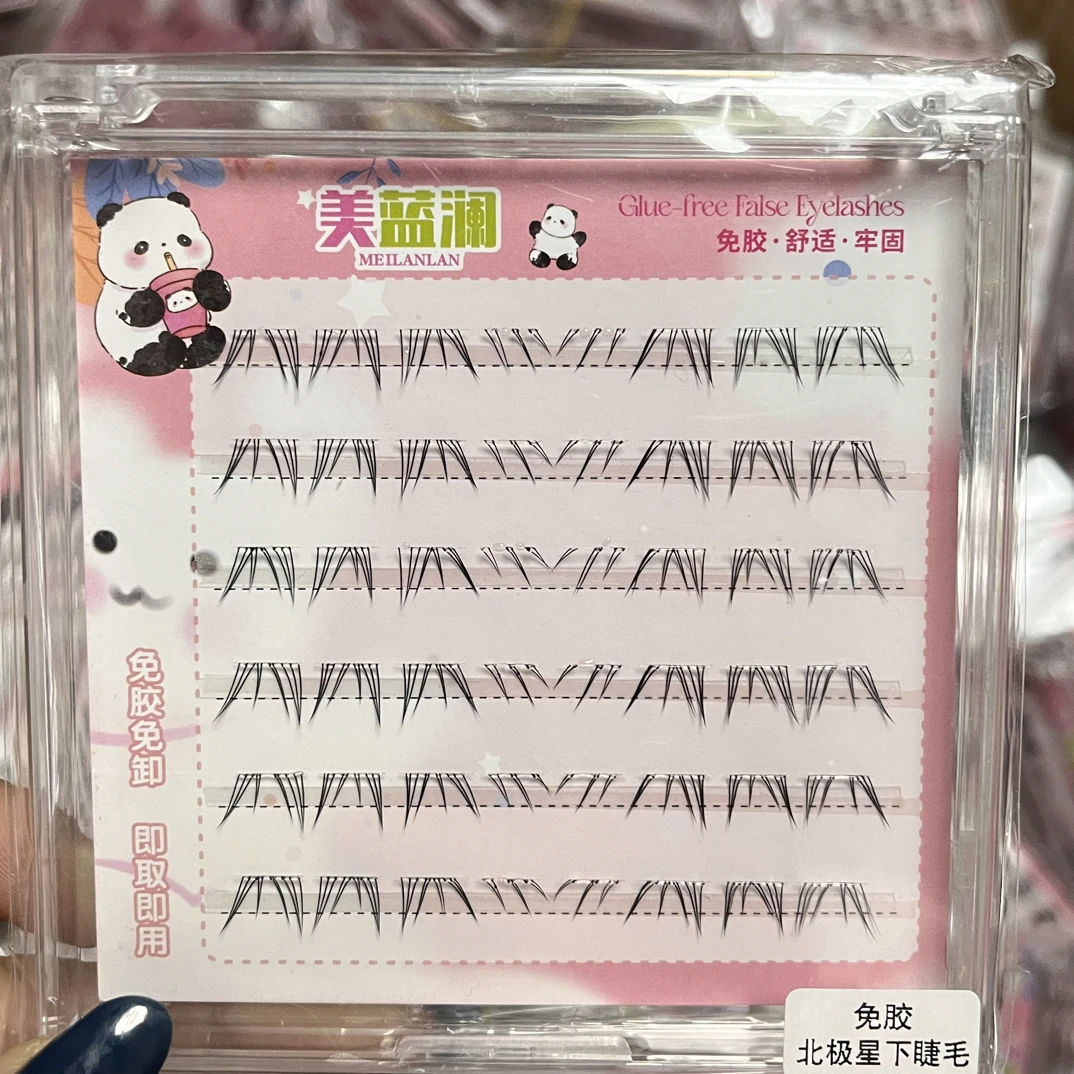 美蓝澜
MEILANLAN
Glue-free False Eyelashes
免胶·舒适·牢固
免胶免卸
即取即用
免胶
北极星下睫毛